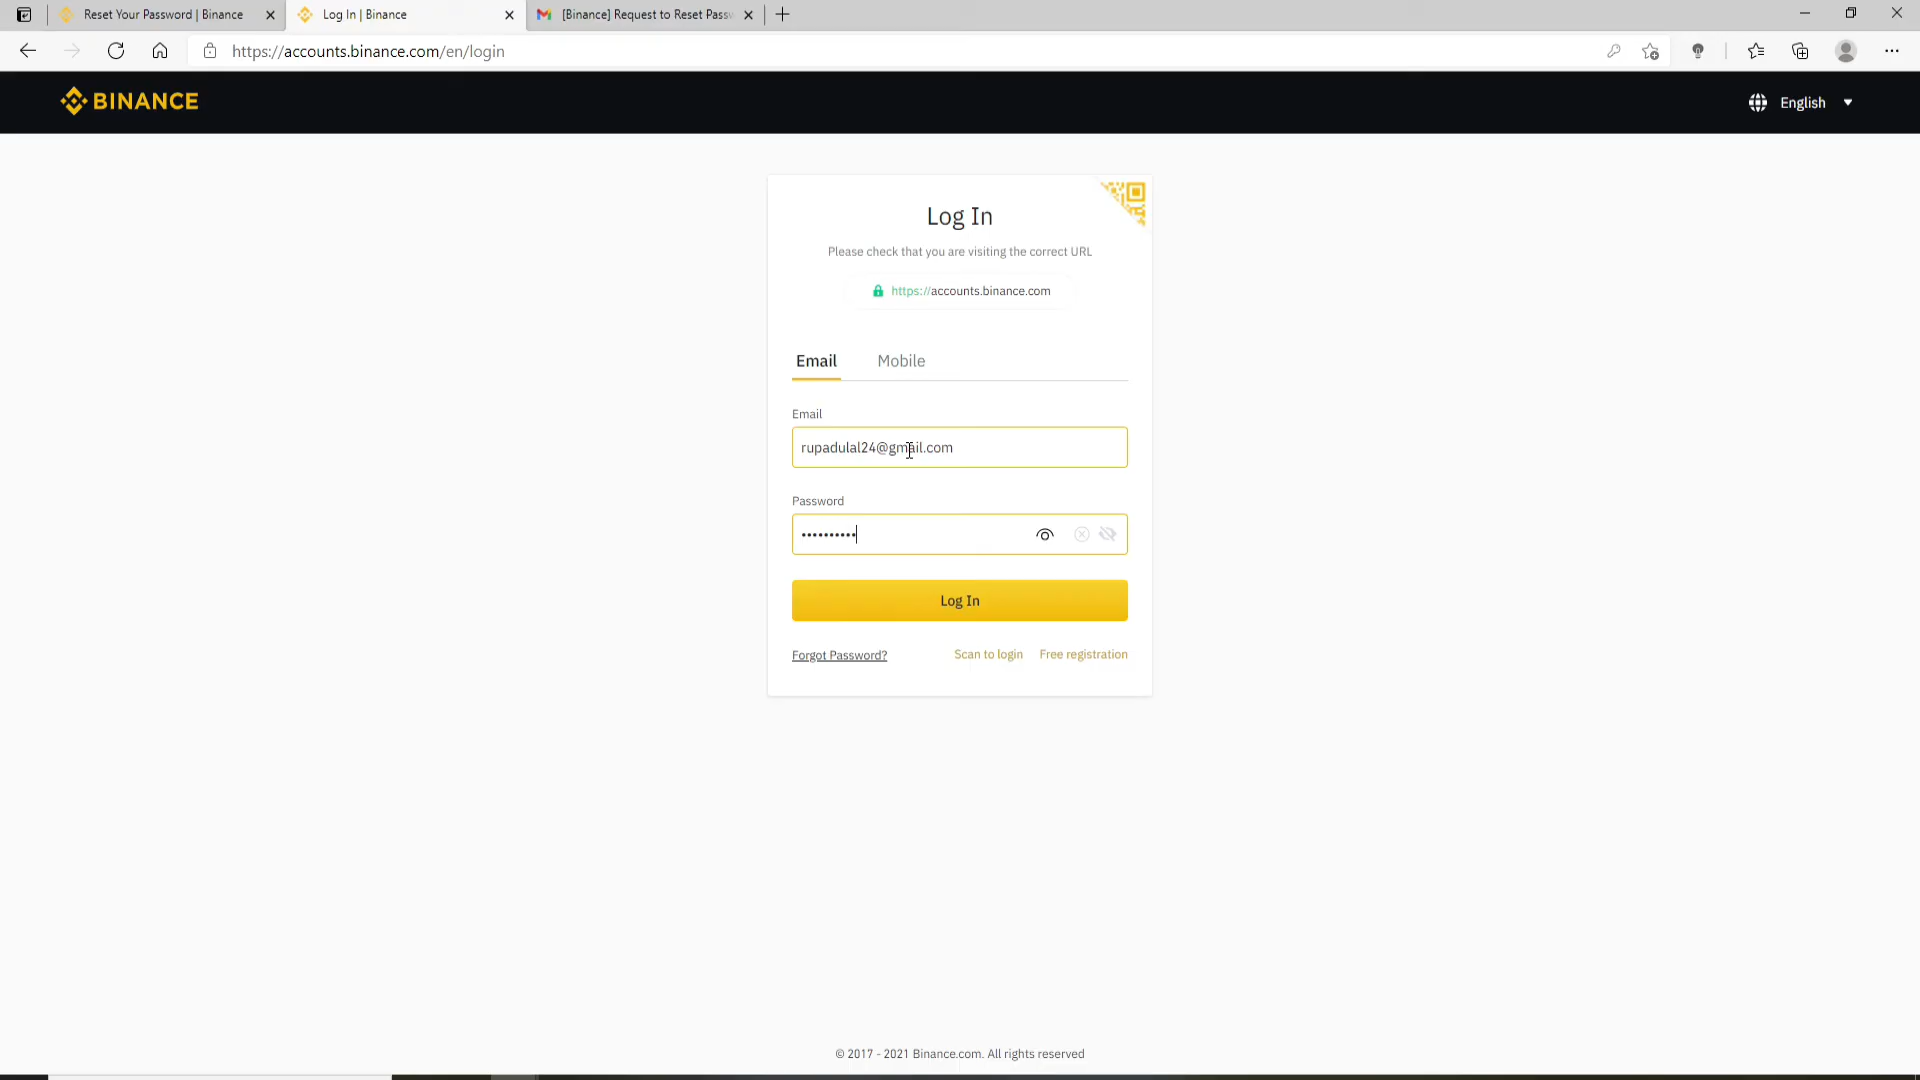 Reset Your Password | Binance
Log In | Binance
[Binance] Request to Reset Passw
https://accounts.binance.com/en/login
BINANCE
English
Log In
Please check that you are visiting the correct URL
https://accounts.binance.com
Email Mobile
Email
rupadulal24@gmail.com
Password
••••••••••
Log In
Forgot Password? Scan to login Free registration
© 2017 - 2021 Binance.com. All rights reserved